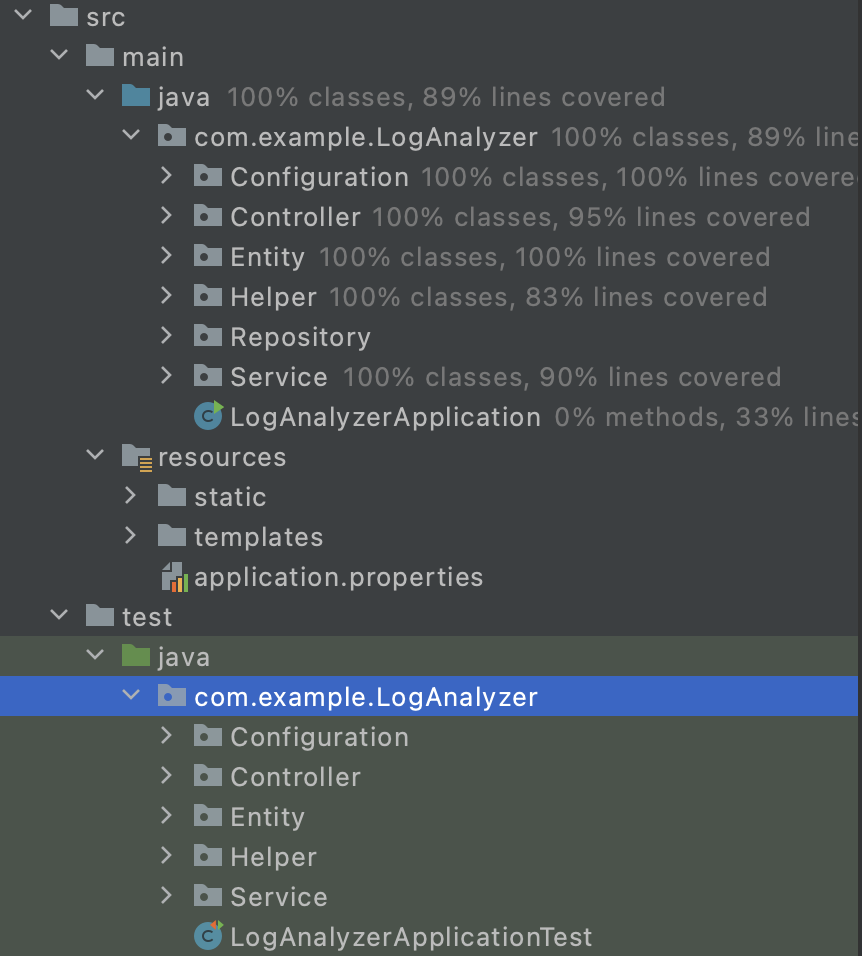 src
main
java 100% classes, 89% lines covered
com.example.LogAnalyzer 100% classes, 89% line
Configuration 100% classes, 100% lines covere
Controller 100% classes, 95% lines covered
Entity 100% classes, 100% lines covered
Helper 100% classes, 83% lines covered
Repository
Service 100% classes, 90% lines covered
LogAnalyzerApplication 0% methods, 33% lines
resources
static
templates
application.properties
test
java
com.example.LogAnalyzer
Configuration
Controller
Entity
Helper
Service
LogAnalyzerApplicationTest